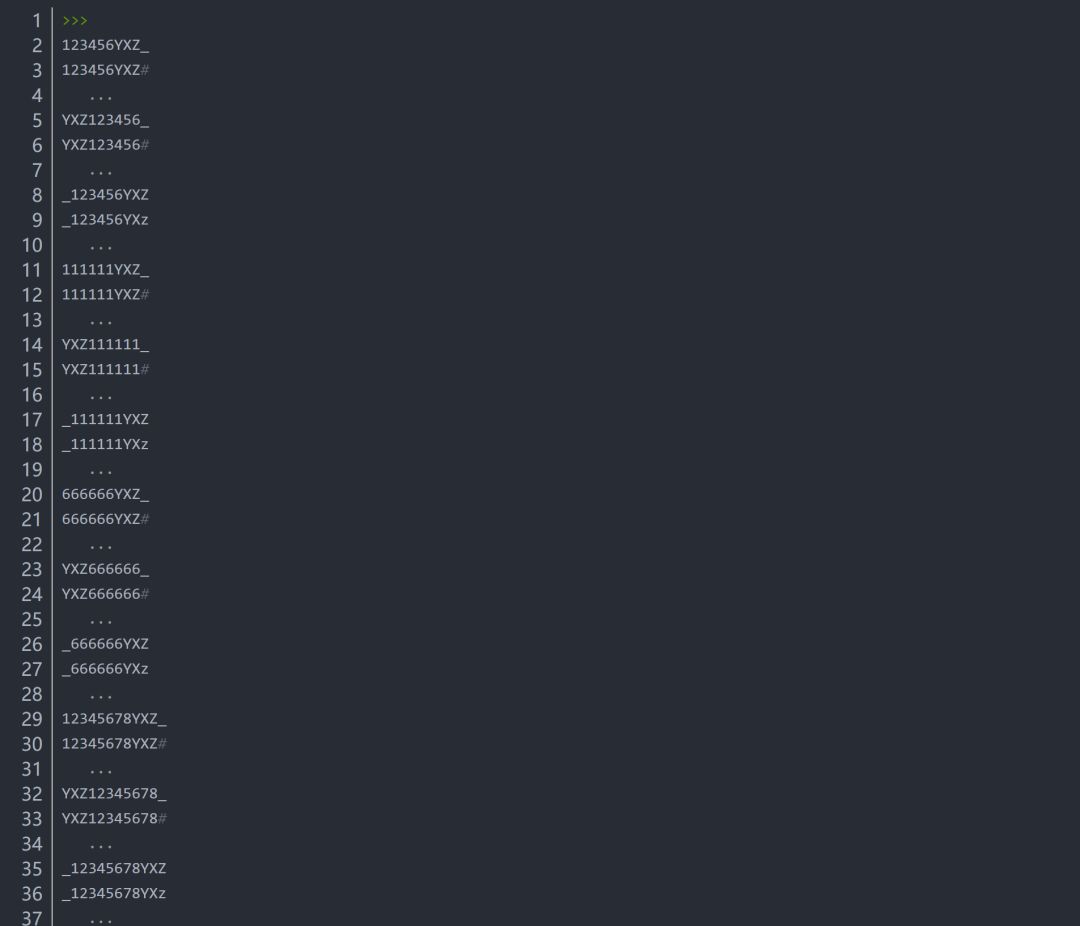 1 >>>
2 123456YXZ_
3 123456YXZ#
4 ...
5 YXZ123456_
6 YXZ123456#
7 ...
8 _123456YXZ
9 _123456YXz
10 ...
11 111111YXZ_
12 111111YXZ#
13 ...
14 YXZ111111_
15 YXZ111111#
16 ...
17 _111111YXZ
18 _111111YXz
19 ...
20 666666YXZ_
21 666666YXZ#
22 ...
23 YXZ666666_
24 YXZ666666#
25 ...
26 _666666YXZ
27 _666666YXz
28 ...
29 12345678YXZ_
30 12345678YXZ#
31 ...
32 YXZ12345678_
33 YXZ12345678#
34 ...
35 _12345678YXZ
36 _12345678YXz
37 ...